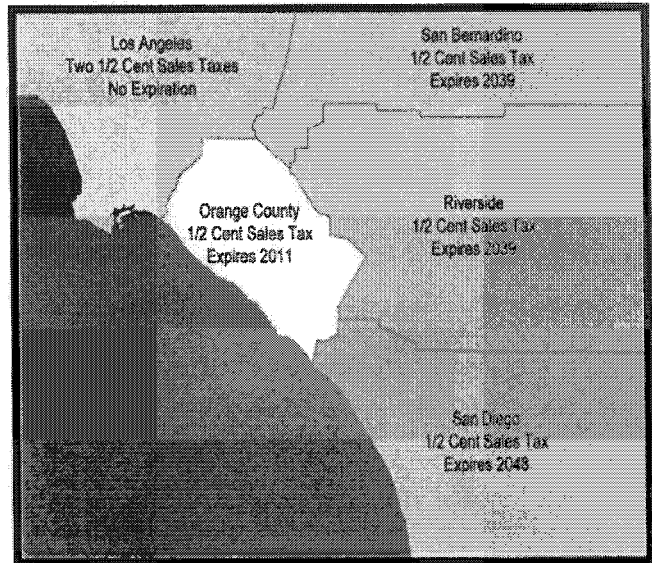 Los Angeles
Two 1/2 Cent Sales Taxes
No Expiration
San Bernardino
1/2 Cent Sales Tax
Expires 2039
Orange County
1/2 Cent Sales Tax
Expires 2011
Riverside
1/2 Cent Sales Tax
Expires 2039
San Diego
1/2 Cent Sales Tax
Expires 2048